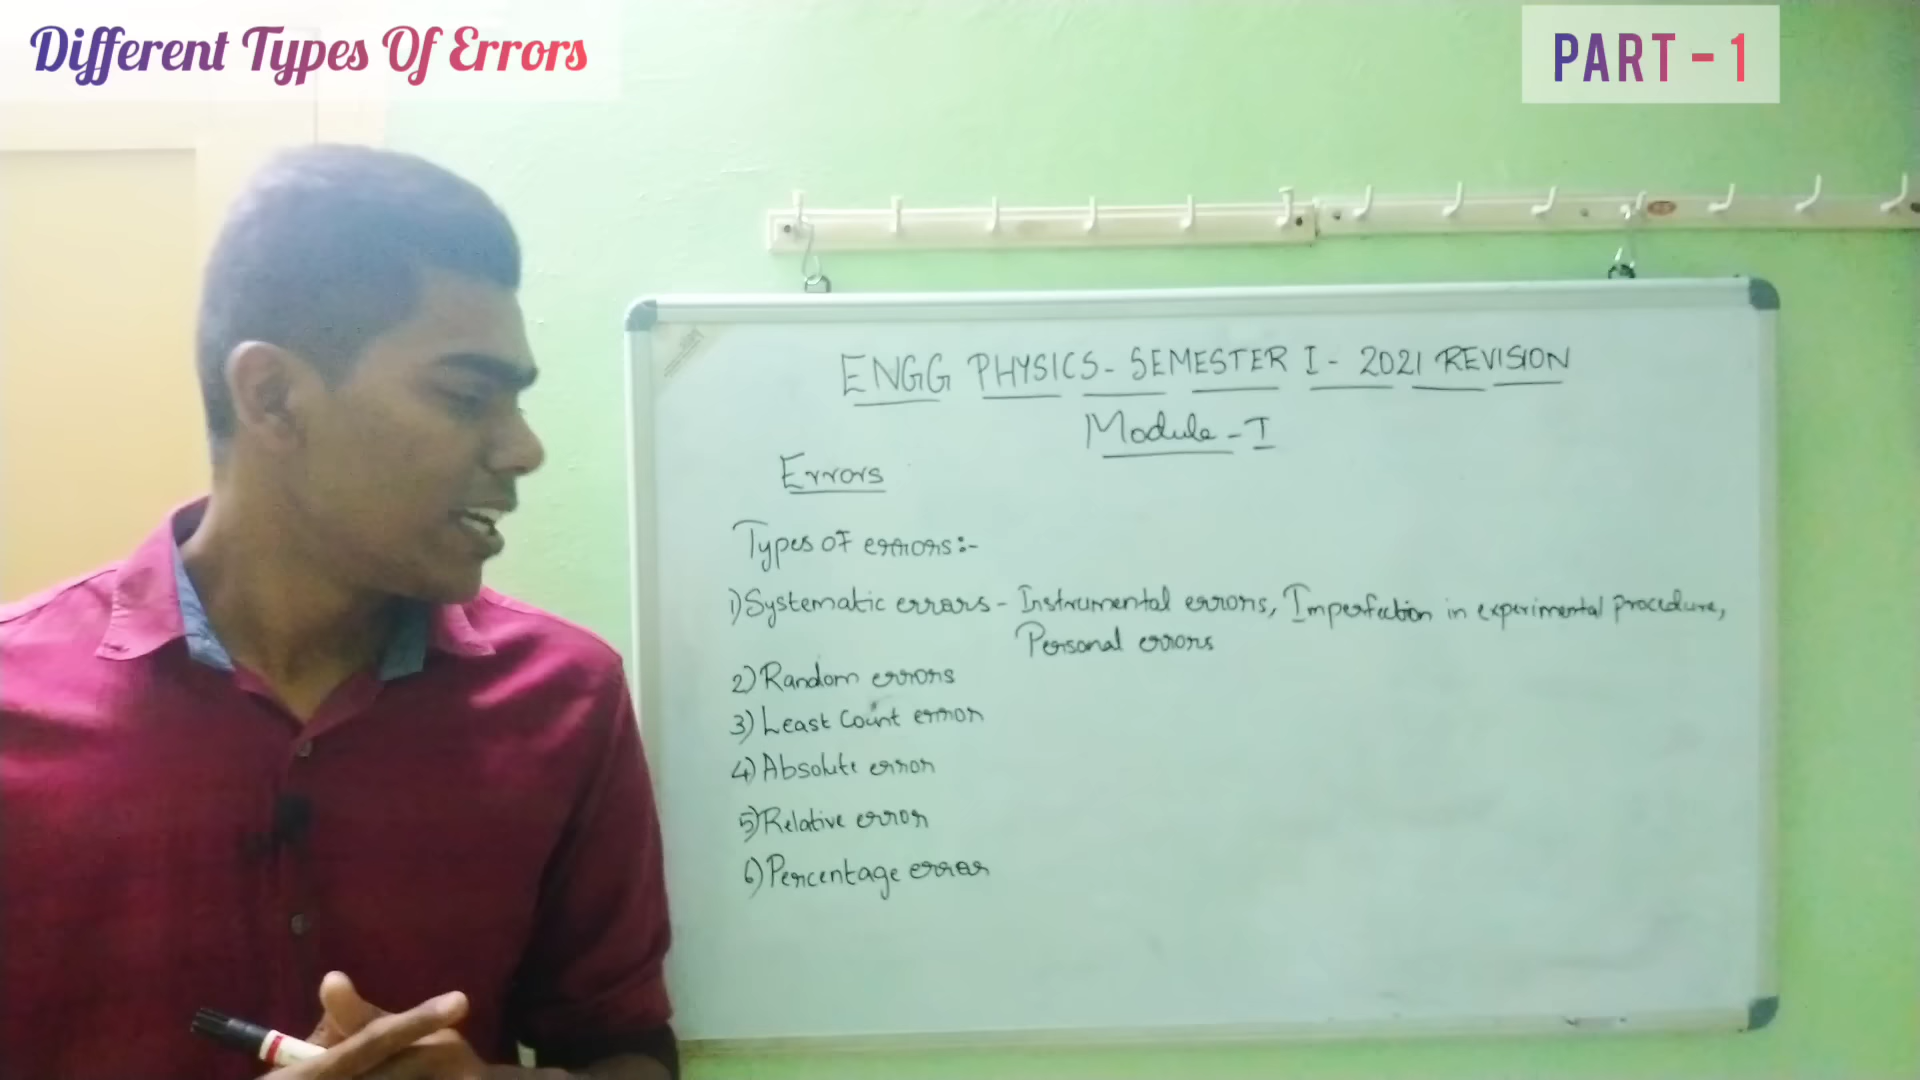 Different Types Of Errors
PART - 1
ENGG PHYSICS - SEMESTER I - 2021 REVISION
Module - I
Errors
Types of errors:-
1) Systematic errors - Instrumental errors, Imperfection in experimental procedure,
Personal errors
2) Random errors
3) Least Count error
4) Absolute error
5) Relative error
6) Percentage error